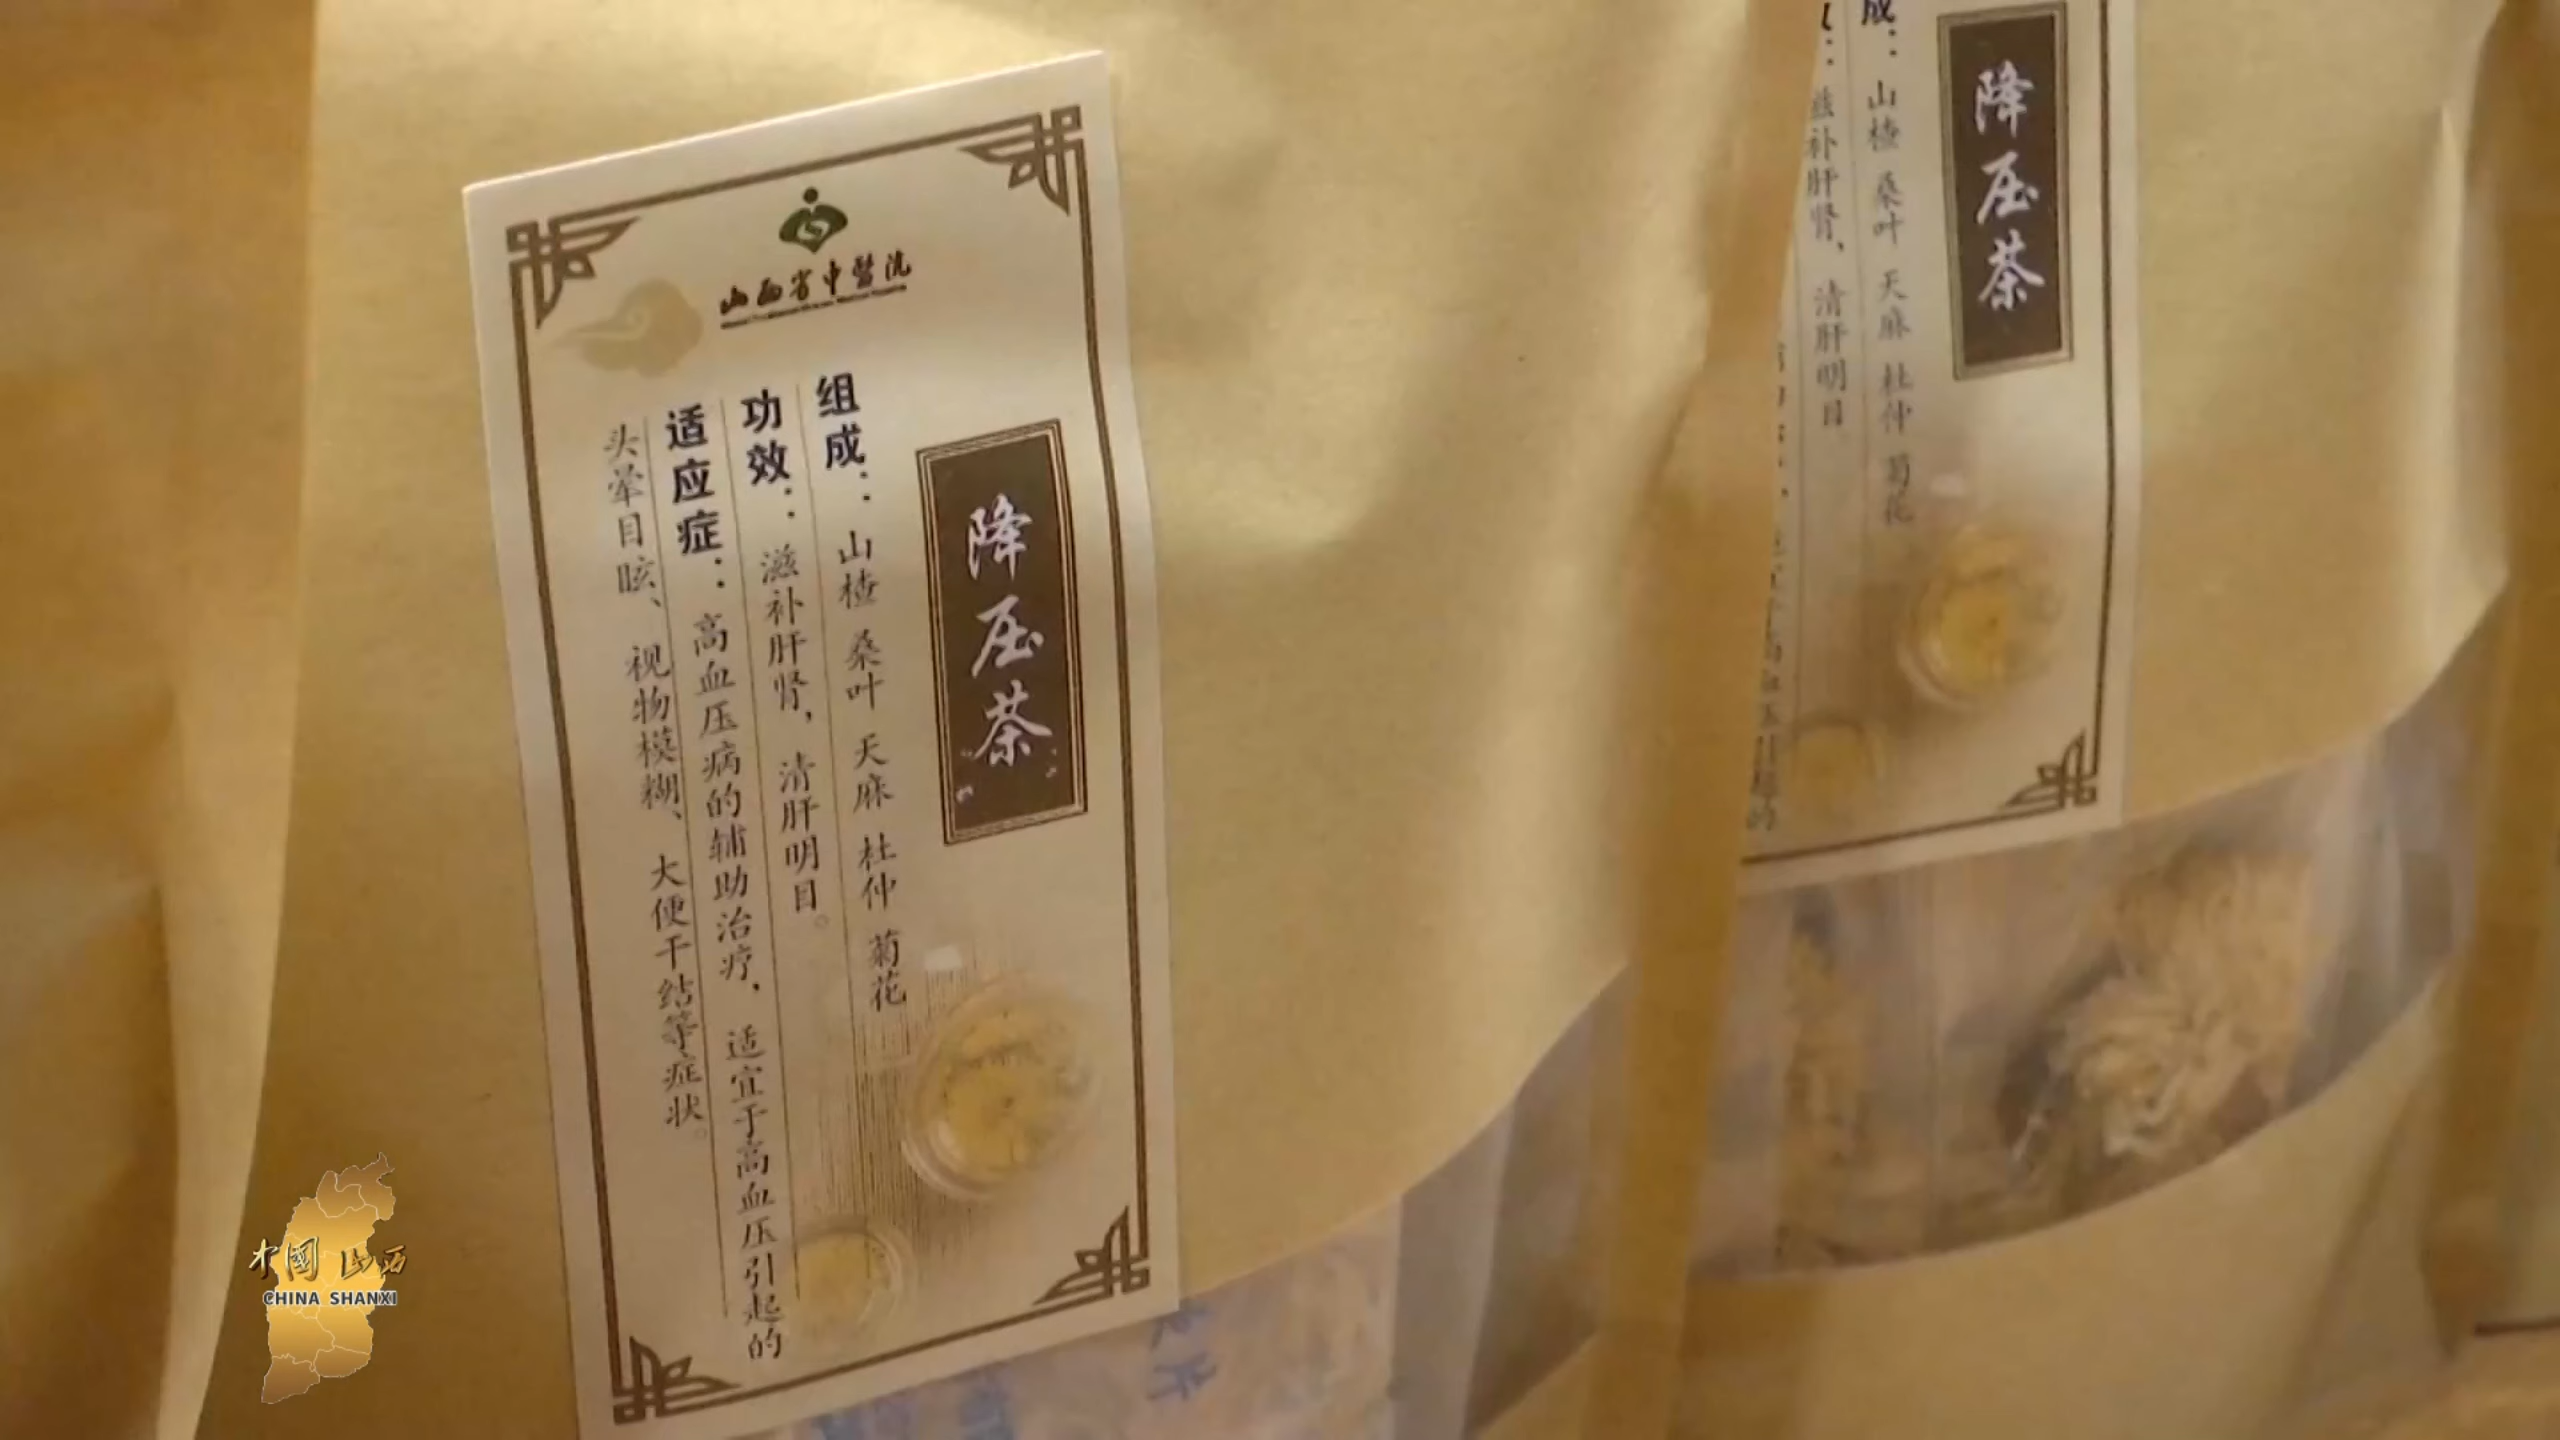 山西省中医院
降压茶
组成：山楂 桑叶 天麻 杜仲 菊花
功效：滋补肝肾，清肝明目。
适应症：高血压病的辅助治疗，适宜于高血压引起的
头晕目眩、视物模糊、大便干结等症状。
降压茶
成：山楂 桑叶 天麻 杜仲 菊花
滋补肝肾，清肝明目
中国 山西
CHINA SHANXI